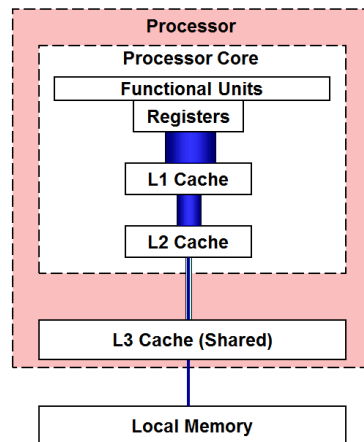 Processor
Processor Core
Functional Units
Registers
L1 Cache
L2 Cache
L3 Cache (Shared)
Local Memory